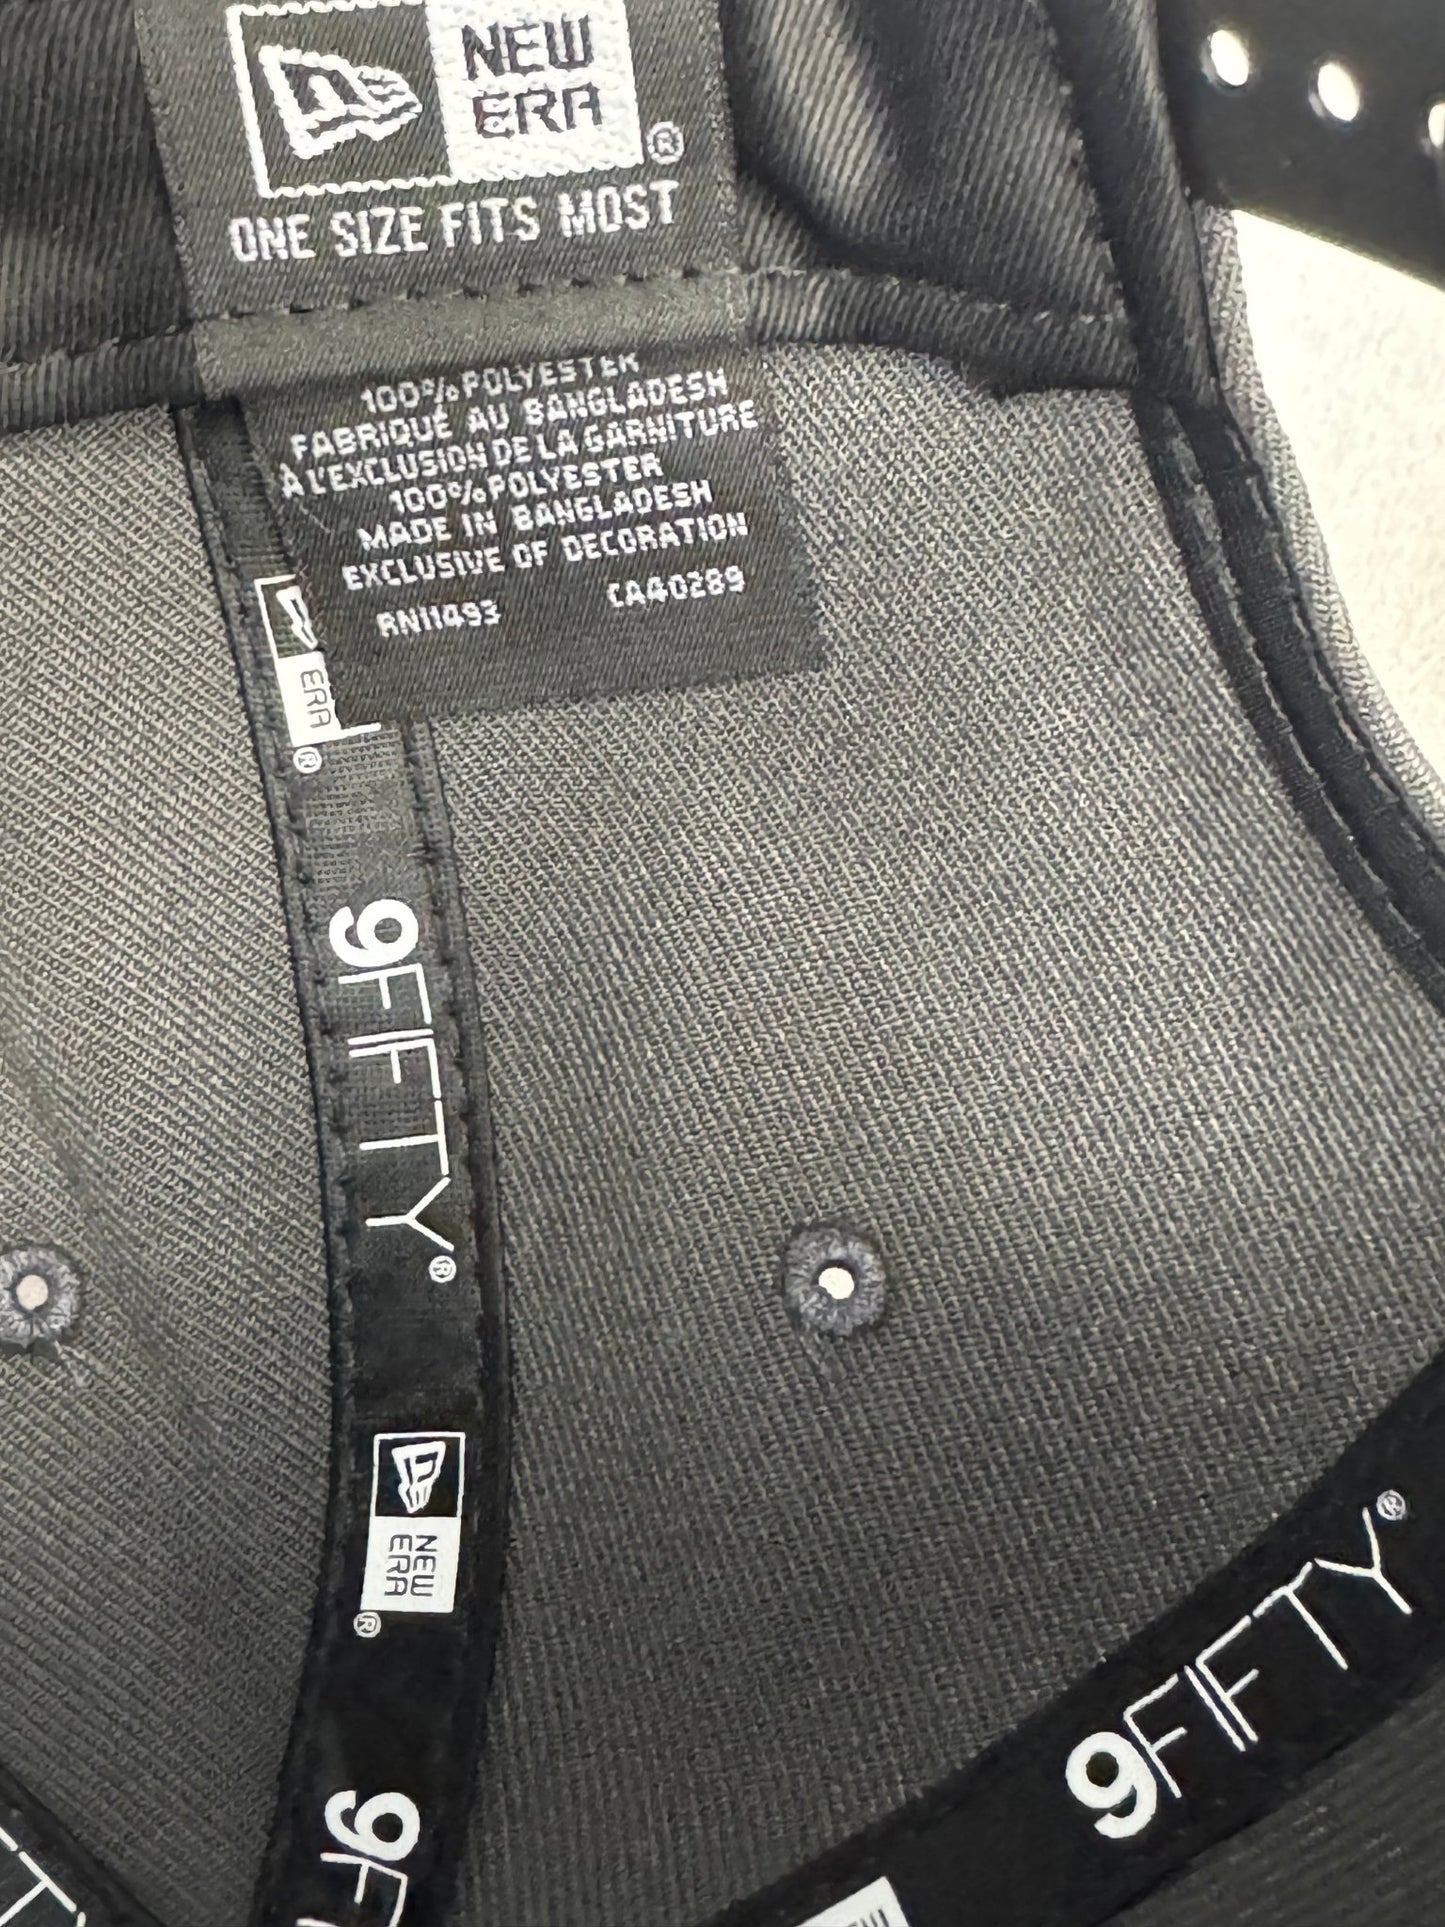 NEW
ERA
®
ONE SIZE FITS MOST
100% POLYESTER
FABRIQUÉ AU BANGLADESH
À L'EXCLUSION DE LA GARNITURE
100% POLYESTER
MADE IN BANGLADESH
EXCLUSIVE OF DECORATION
RN11493 CA40289
ERA
®
9FIFTY®
NEW
ERA
®
9F
9FIFTY®